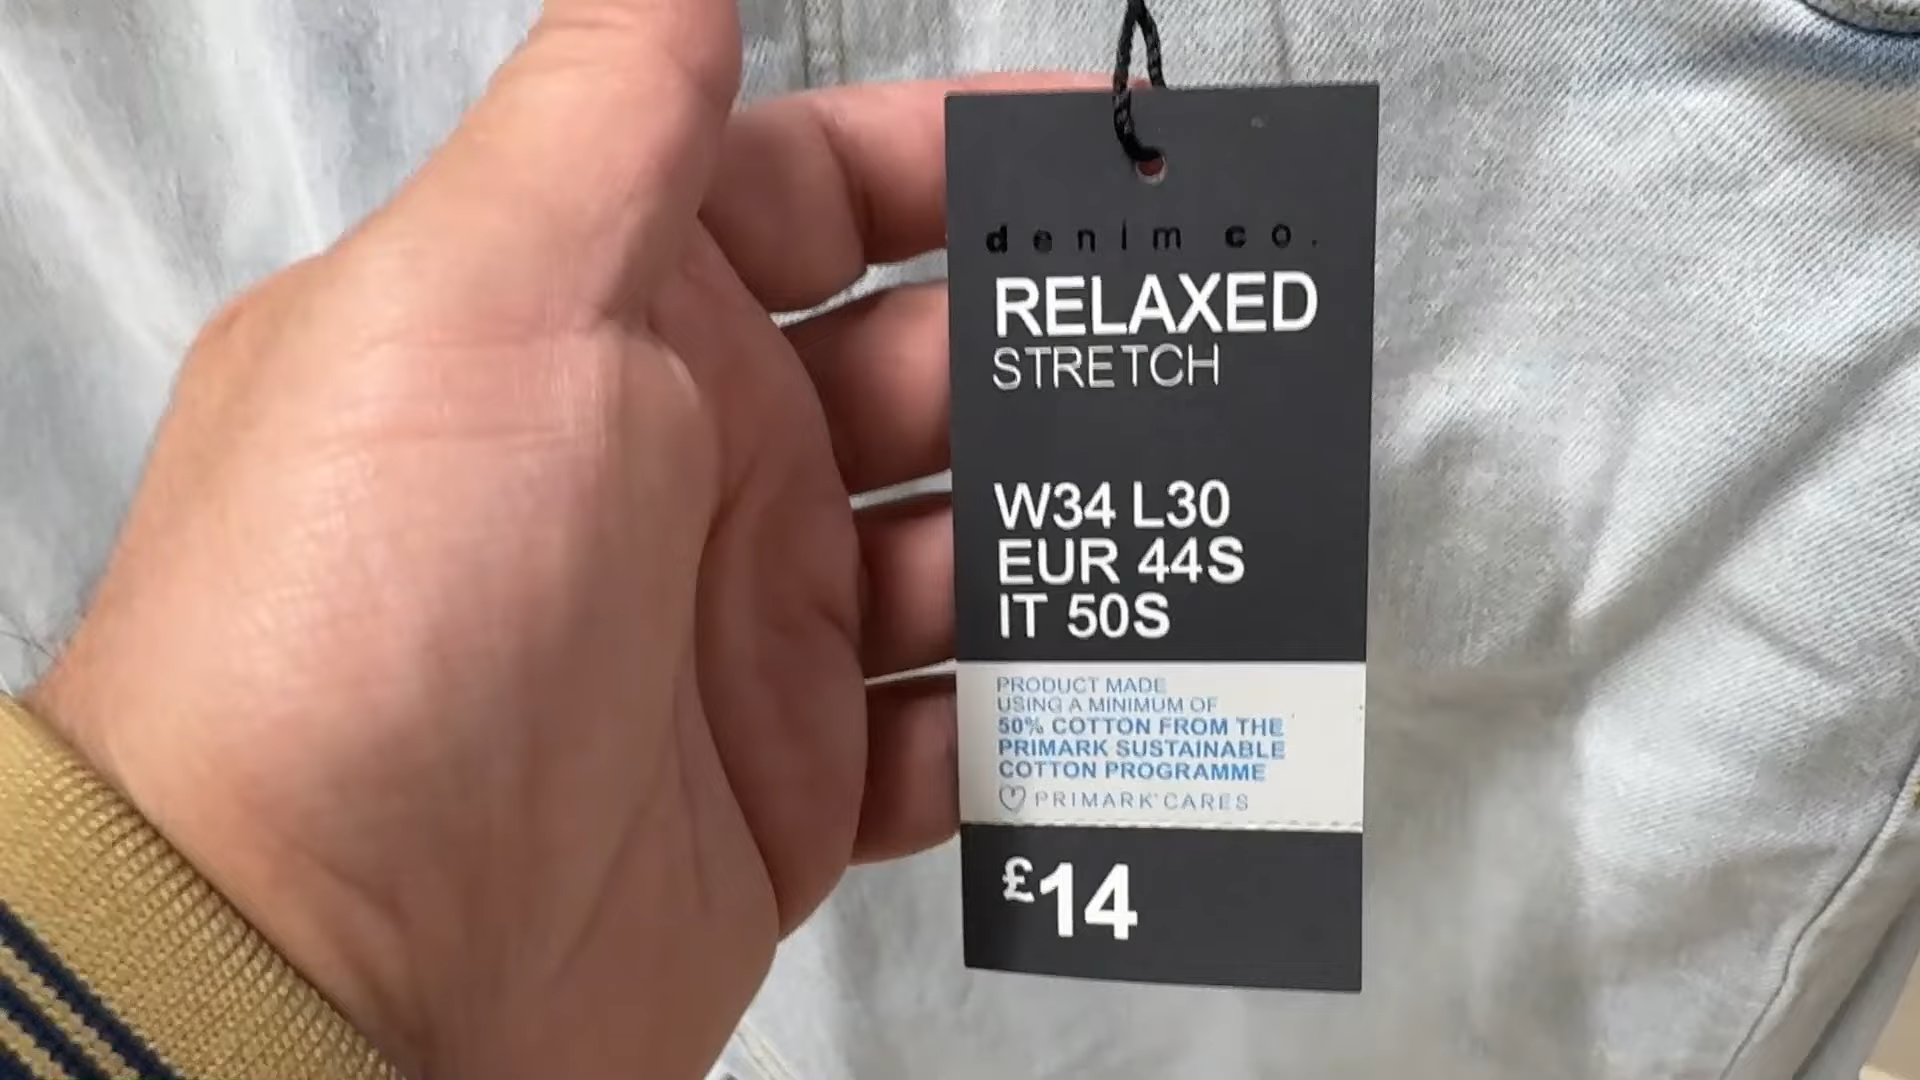 denim co.
RELAXED
STRETCH
W34 L30
EUR 44S
IT 50S
PRODUCT MADE
USING A MINIMUM OF
50% COTTON FROM THE
PRIMARK SUSTAINABLE
COTTON PROGRAMME
PRIMARK® CARES
£14